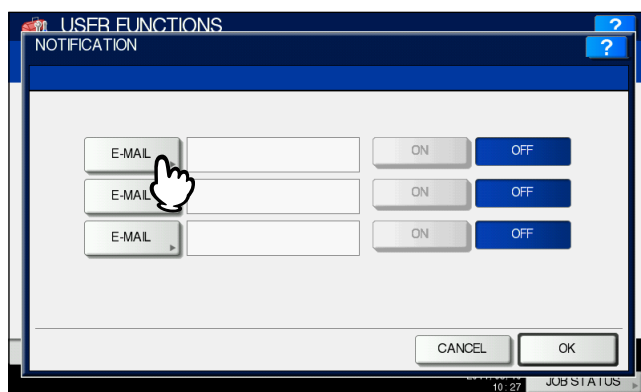 USER FUNCTIONS
?
NOTIFICATION
?
E-MAIL
ON
OFF
E-MAIL
ON
OFF
E-MAIL
ON
OFF
CANCEL
OK
10:27
JOB STATUS